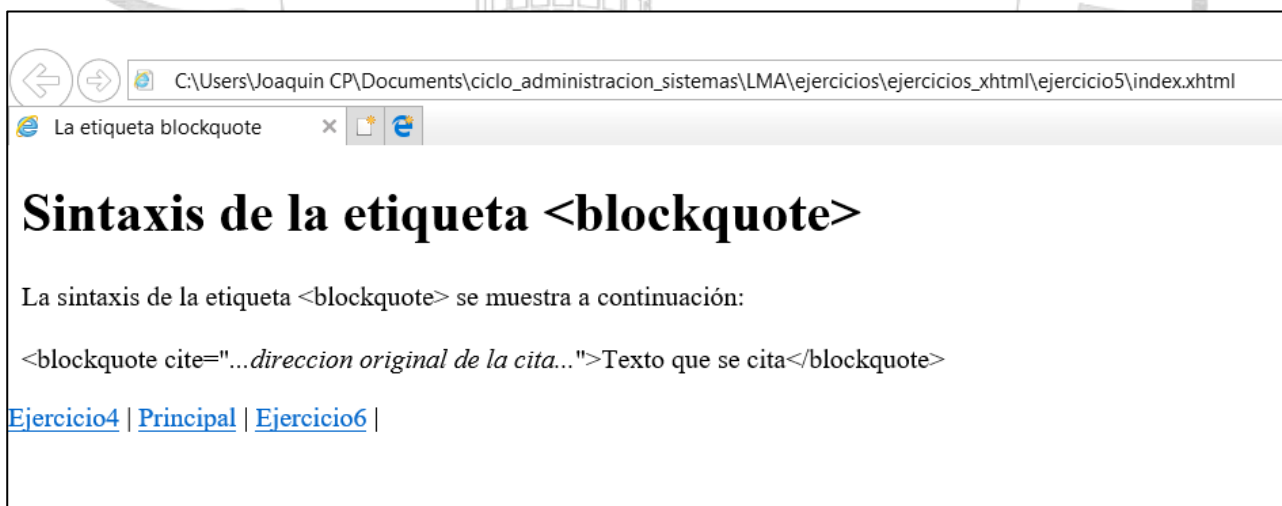 C:\Users\Joaquin CP\Documents\ciclo_administracion_sistemas\LMA\ejercicios\ejercicios_xhtml\ejercicio5\index.xhtml
La etiqueta blockquote
Sintaxis de la etiqueta <blockquote>
La sintaxis de la etiqueta <blockquote> se muestra a continuación:
<blockquote cite="...direccion original de la cita...">Texto que se cita</blockquote>
Ejercicio4 | Principal | Ejercicio6 |